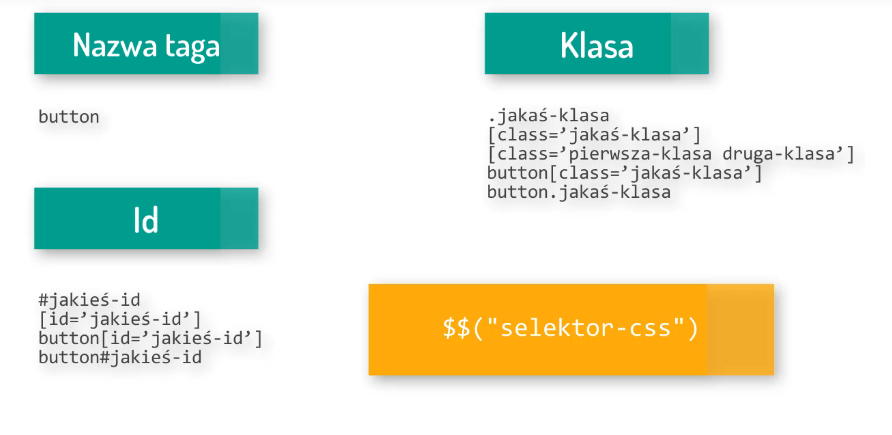 Nazwa taga
button
Id
#jakieś-id
[id=’jakieś-id’]
button[id=’jakieś-id’]
button#jakieś-id
Klasa
.jakaś-klasa
[class=’jakaś-klasa’]
[class=’pierwsza-klasa druga-klasa’]
button[class=’jakaś-klasa’]
button.jakaś-klasa
$$("selektor-css")